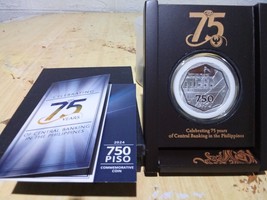 CELEBRATING
75
YEARS
OF CENTRAL BANKING
IN THE PHILIPPINES
2024
750
PISO
COMMEMORATIVE
COIN
75
750
Celebrating 75 years
of Central Banking in the Philippines